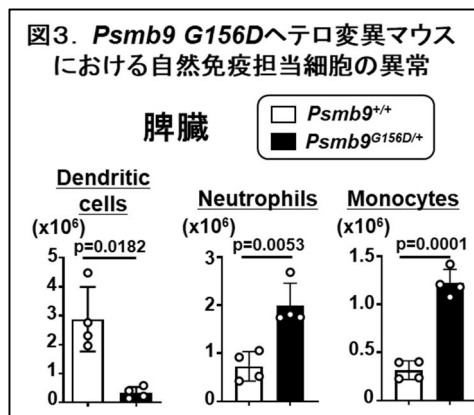 図3. Psmb9 G156Dヘテロ変異マウス
における自然免疫担当細胞の異常
脾臓
Psmb9+/+
Psmb9G156D/+
Dendritic
cells
(x10⁶)
p=0.0182
5
4
3
2
1
0
Neutrophils
(x10⁶)
p=0.0053
3
2
1
0
Monocytes
(x10⁶)
p=0.0001
1.5
1.0
0.5
0